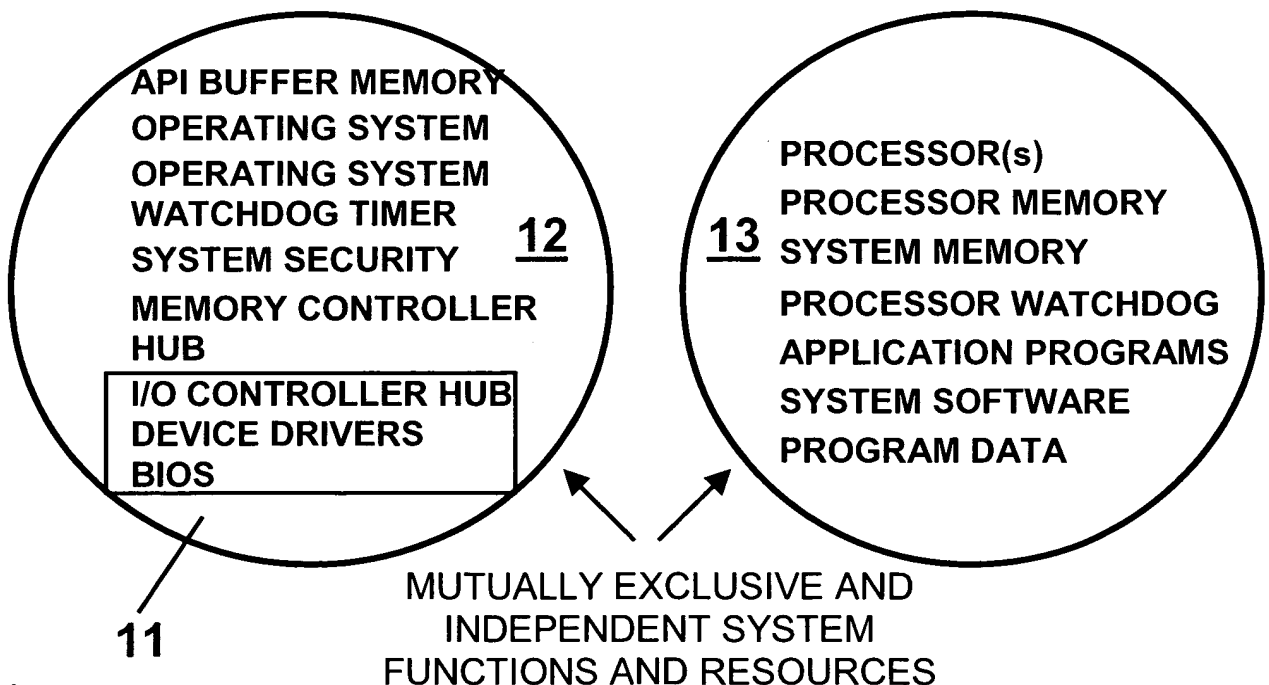 API BUFFER MEMORY
OPERATING SYSTEM
OPERATING SYSTEM
WATCHDOG TIMER
SYSTEM SECURITY
MEMORY CONTROLLER
HUB
I/O CONTROLLER HUB
DEVICE DRIVERS
BIOS
12
13
PROCESSOR(s)
PROCESSOR MEMORY
SYSTEM MEMORY
PROCESSOR WATCHDOG
APPLICATION PROGRAMS
SYSTEM SOFTWARE
PROGRAM DATA
11
MUTUALLY EXCLUSIVE AND
INDEPENDENT SYSTEM
FUNCTIONS AND RESOURCES